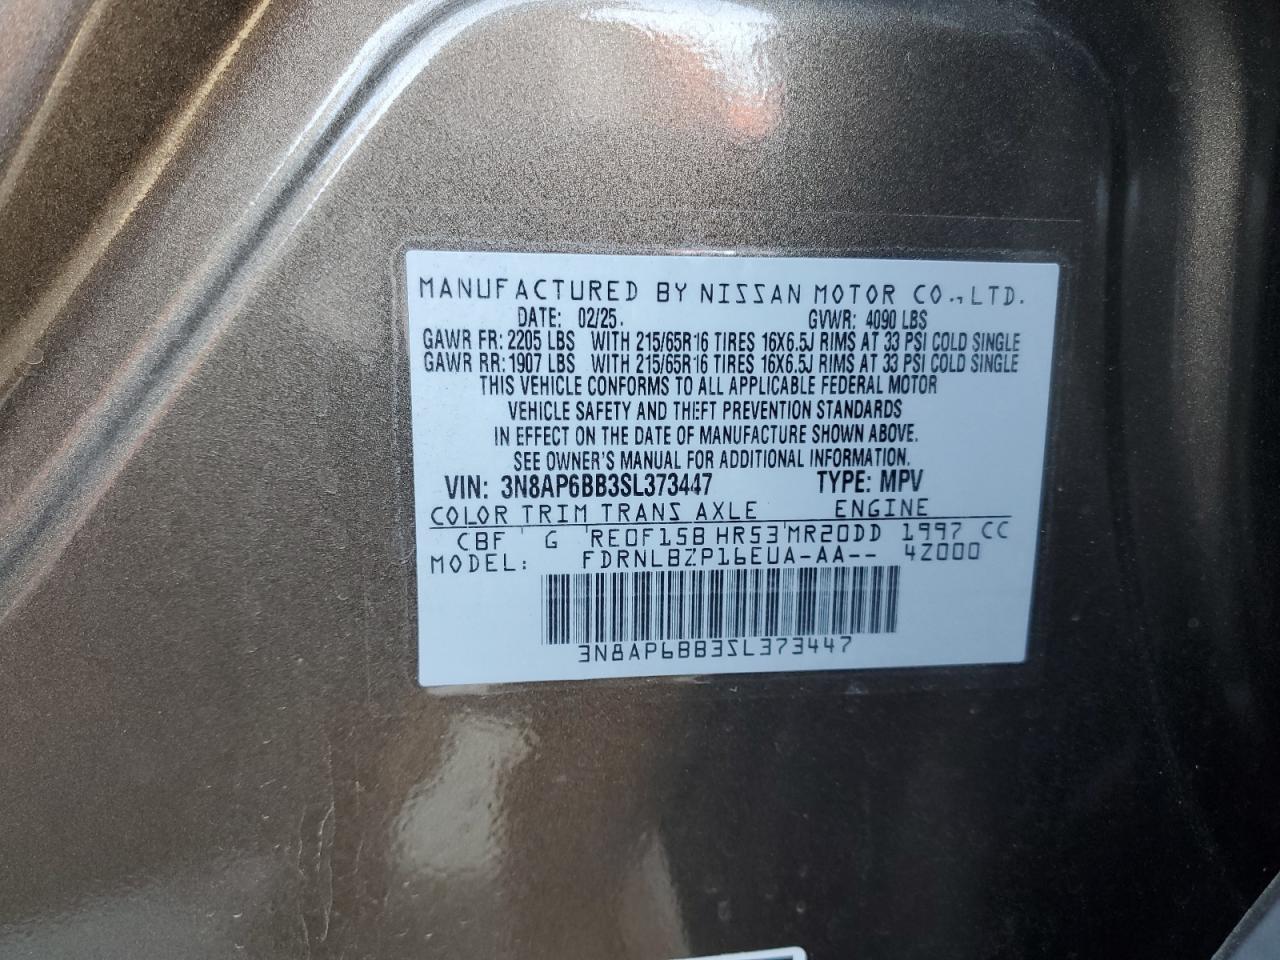 MANUFACTURED BY NISSAN MOTOR CO., LTD.
DATE: 02/25. GVWR: 4090 LBS
GAWR FR: 2205 LBS WITH 215/65R16 TIRES 16X6.5J RIMS AT 33 PSI COLD SINGLE
GAWR RR: 1907 LBS WITH 215/65R16 TIRES 16X6.5J RIMS AT 33 PSI COLD SINGLE
THIS VEHICLE CONFORMS TO ALL APPLICABLE FEDERAL MOTOR
VEHICLE SAFETY AND THEFT PREVENTION STANDARDS
IN EFFECT ON THE DATE OF MANUFACTURE SHOWN ABOVE.
SEE OWNER'S MANUAL FOR ADDITIONAL INFORMATION.
VIN: 3N8AP6BB3SL373447 TYPE: MPV
COLOR TRIM TRANS AXLE ENGINE
CBF G RE0F15B HR53 MR20DD 1997 CC
MODEL: FDRNLBZP16EUA-AA-- 4Z000
3N8AP6BB3SL373447